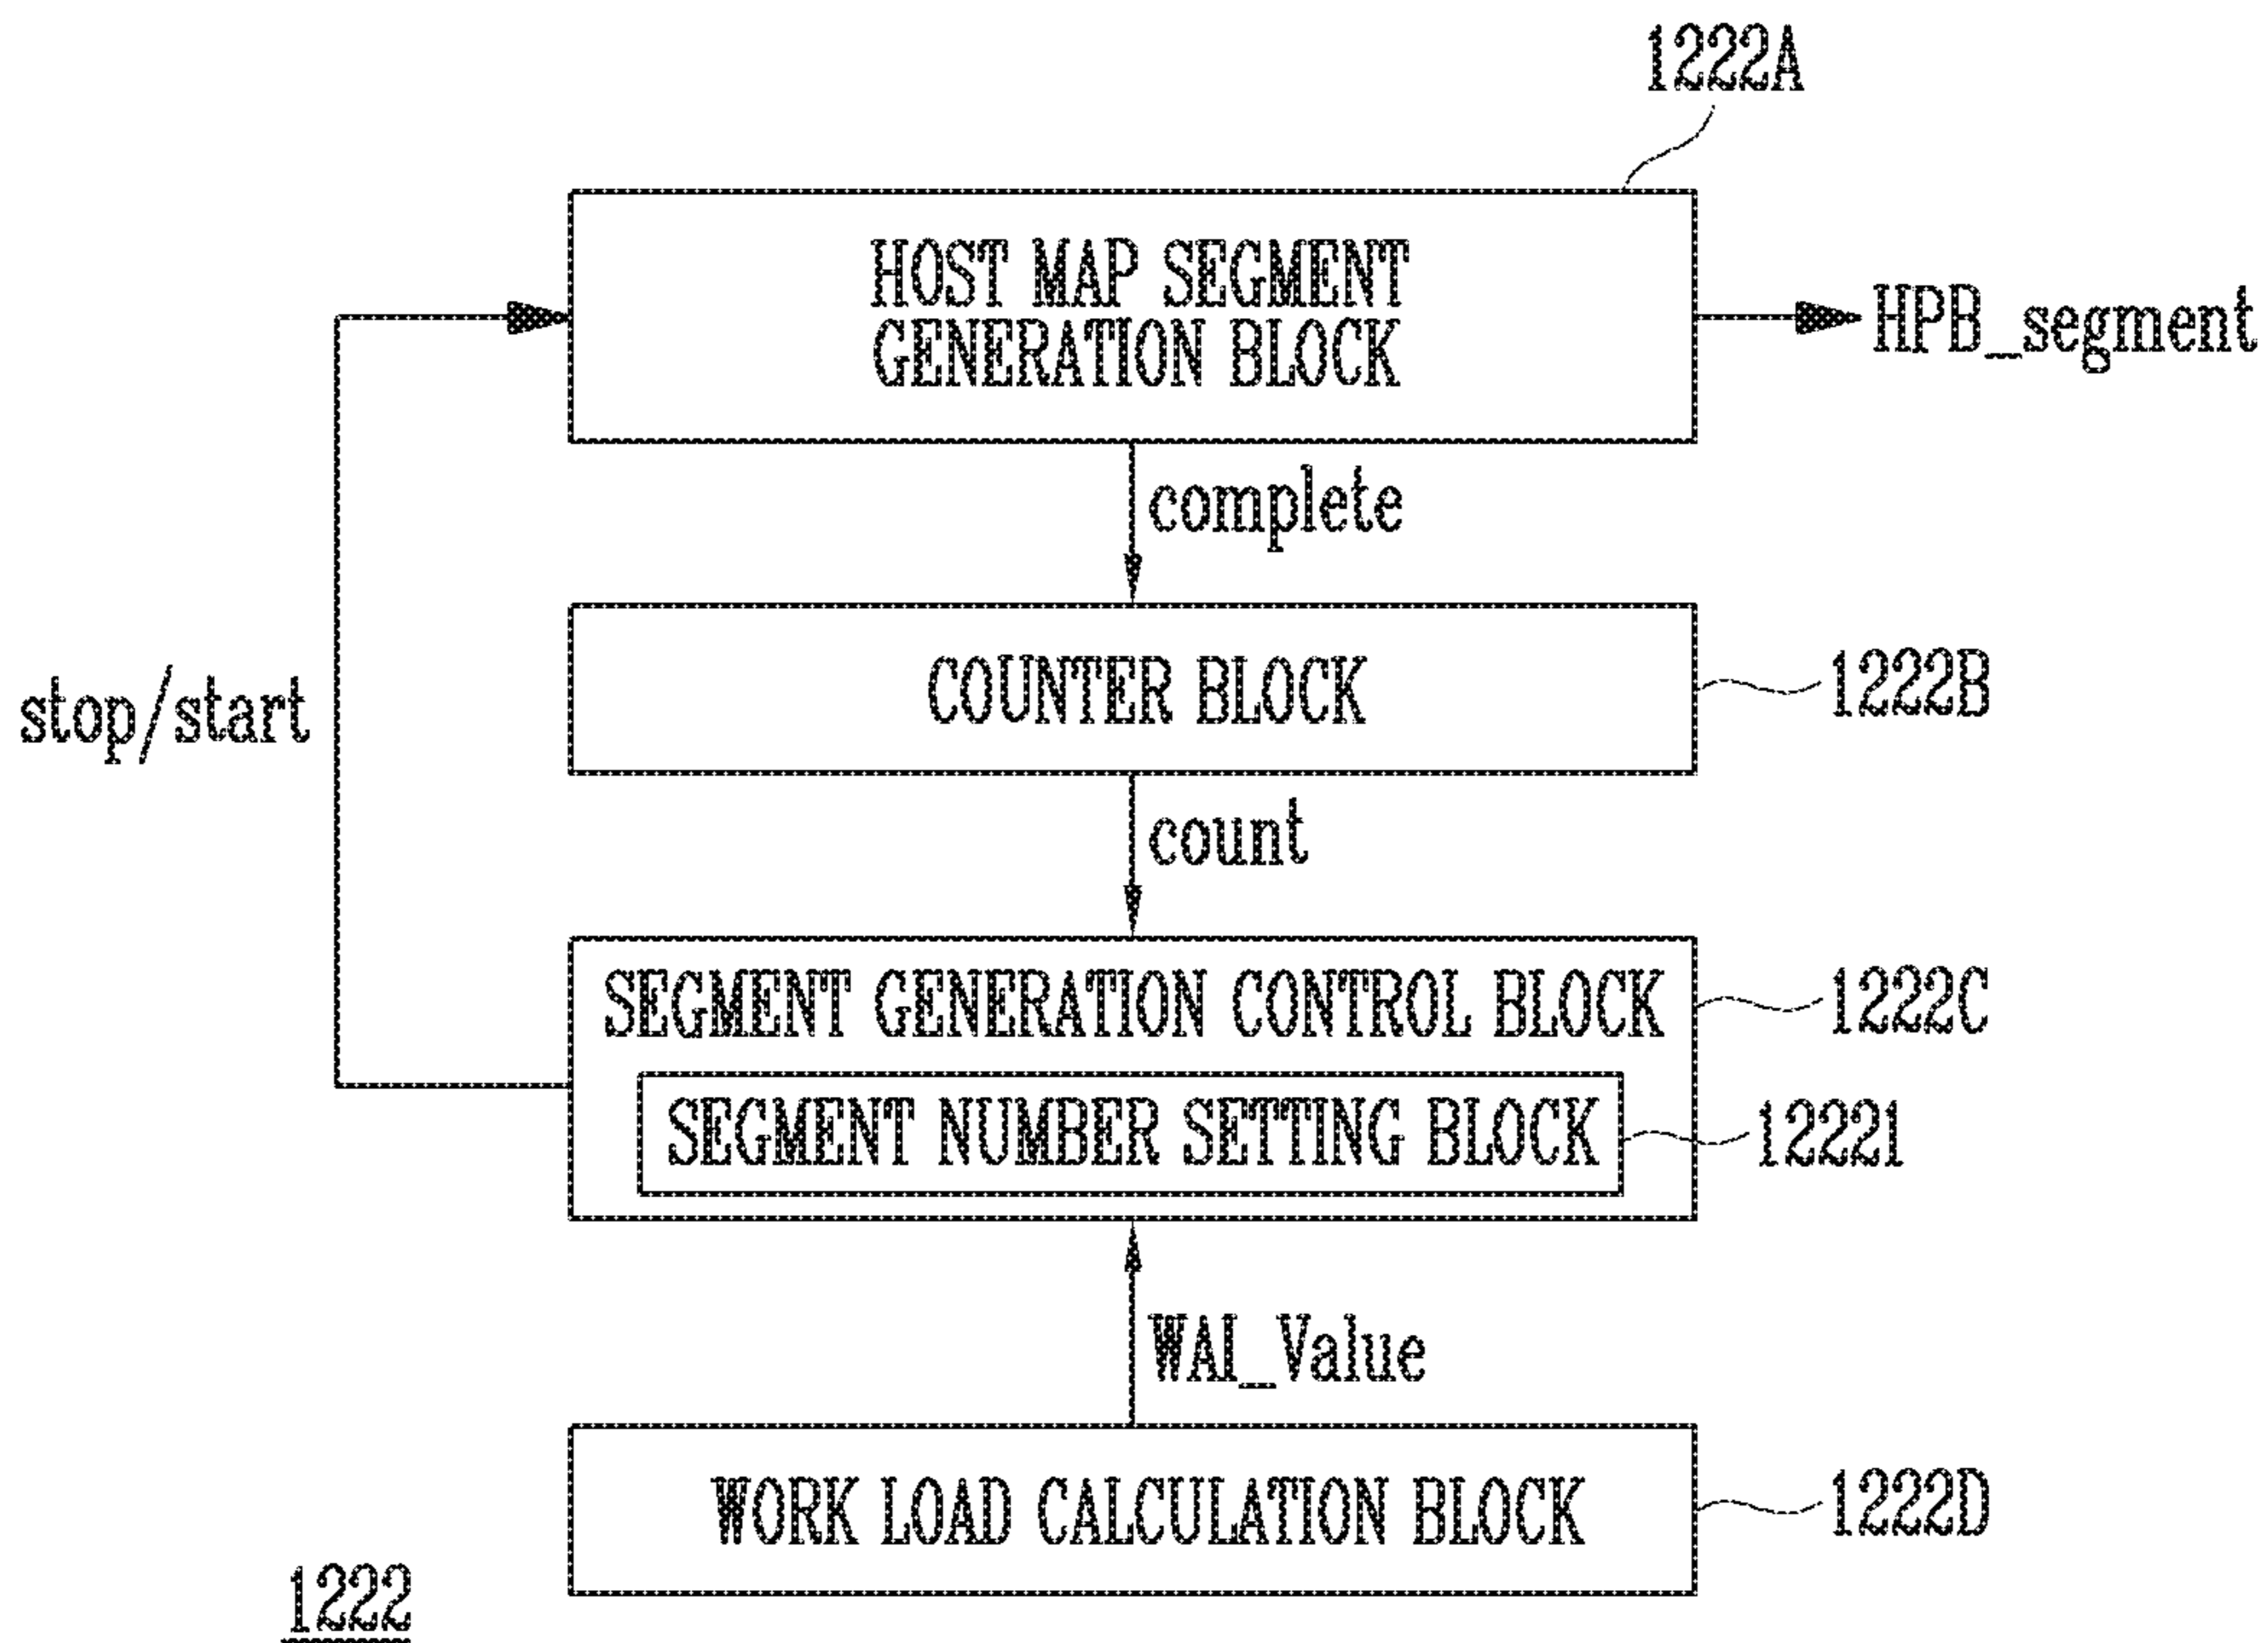 1222A
HOST MAP SEGMENT
GENERATION BLOCK
HPB_segment
complete
stop/start
COUNTER BLOCK
1222B
count
SEGMENT GENERATION CONTROL BLOCK
1222C
SEGMENT NUMBER SETTING BLOCK
12221
WAI_Value
WORK LOAD CALCULATION BLOCK
1222D
1222